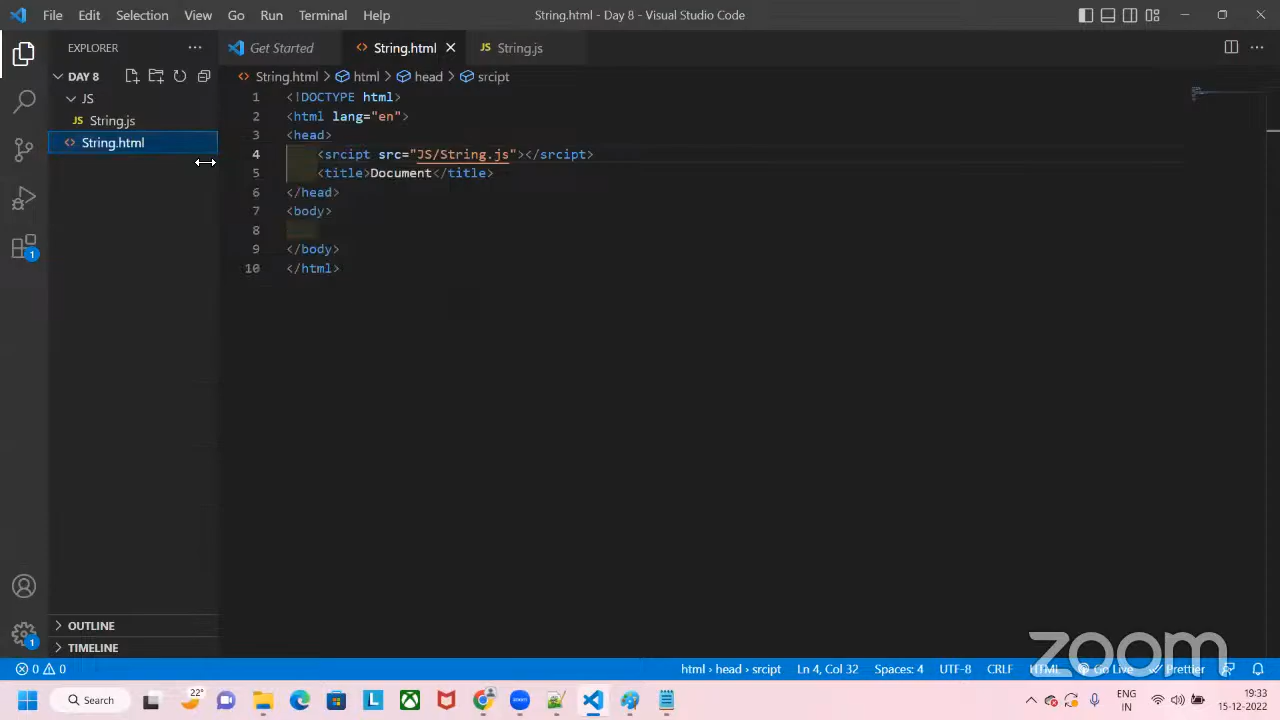 File Edit Selection View Go Run Terminal Help String.html - Day 8 - Visual Studio Code
EXPLORER ··· Get Started String.html JS String.js ···
DAY 8 String.html > html > head > srcipt
JS
JS String.js
String.html
1 <!DOCTYPE html>
2 <html lang="en">
3 <head>
4 <srcipt src="JS/String.js"></srcipt>
5 <title>Document</title>
6 </head>
7 <body>
8
9 </body>
10 </html>
1
OUTLINE
1
TIMELINE
zoom
0 0 html › head › srcipt Ln 4, Col 32 Spaces: 4 UTF-8 CRLF HTML Go Live Prettier
Search 22° ENG 19:33
IN 15-12-2022